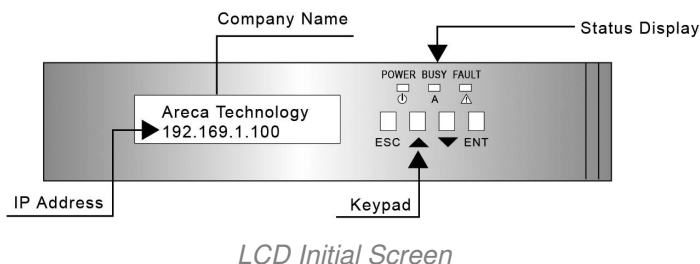 Company Name
Status Display
POWER BUSY FAULT
A
Areca Technology
192.169.1.100
ESC ENT
IP Address
Keypad
LCD Initial Screen